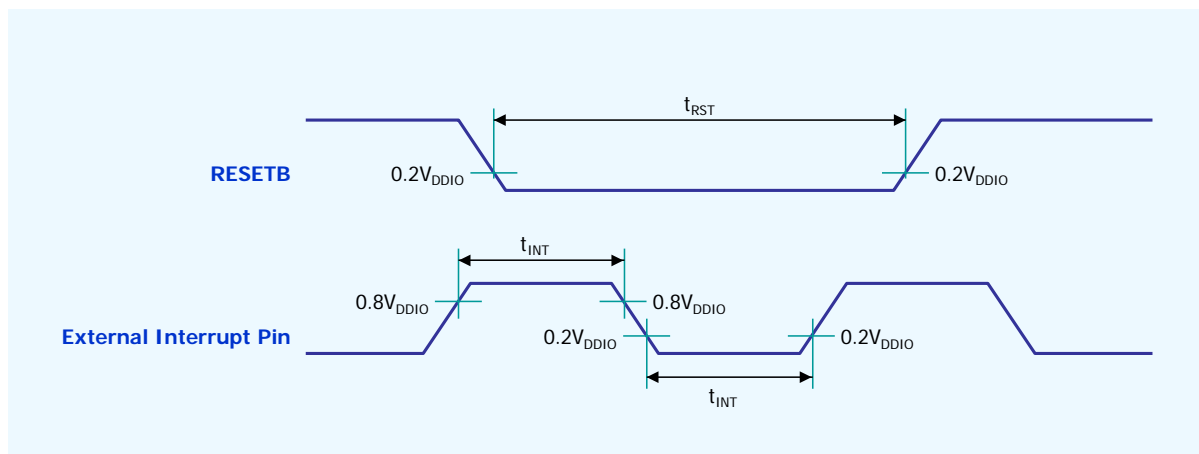 tRST
RESETB
0.2VDDIO
0.2VDDIO
tINT
0.8VDDIO
0.8VDDIO
External Interrupt Pin
0.2VDDIO
0.2VDDIO
tINT